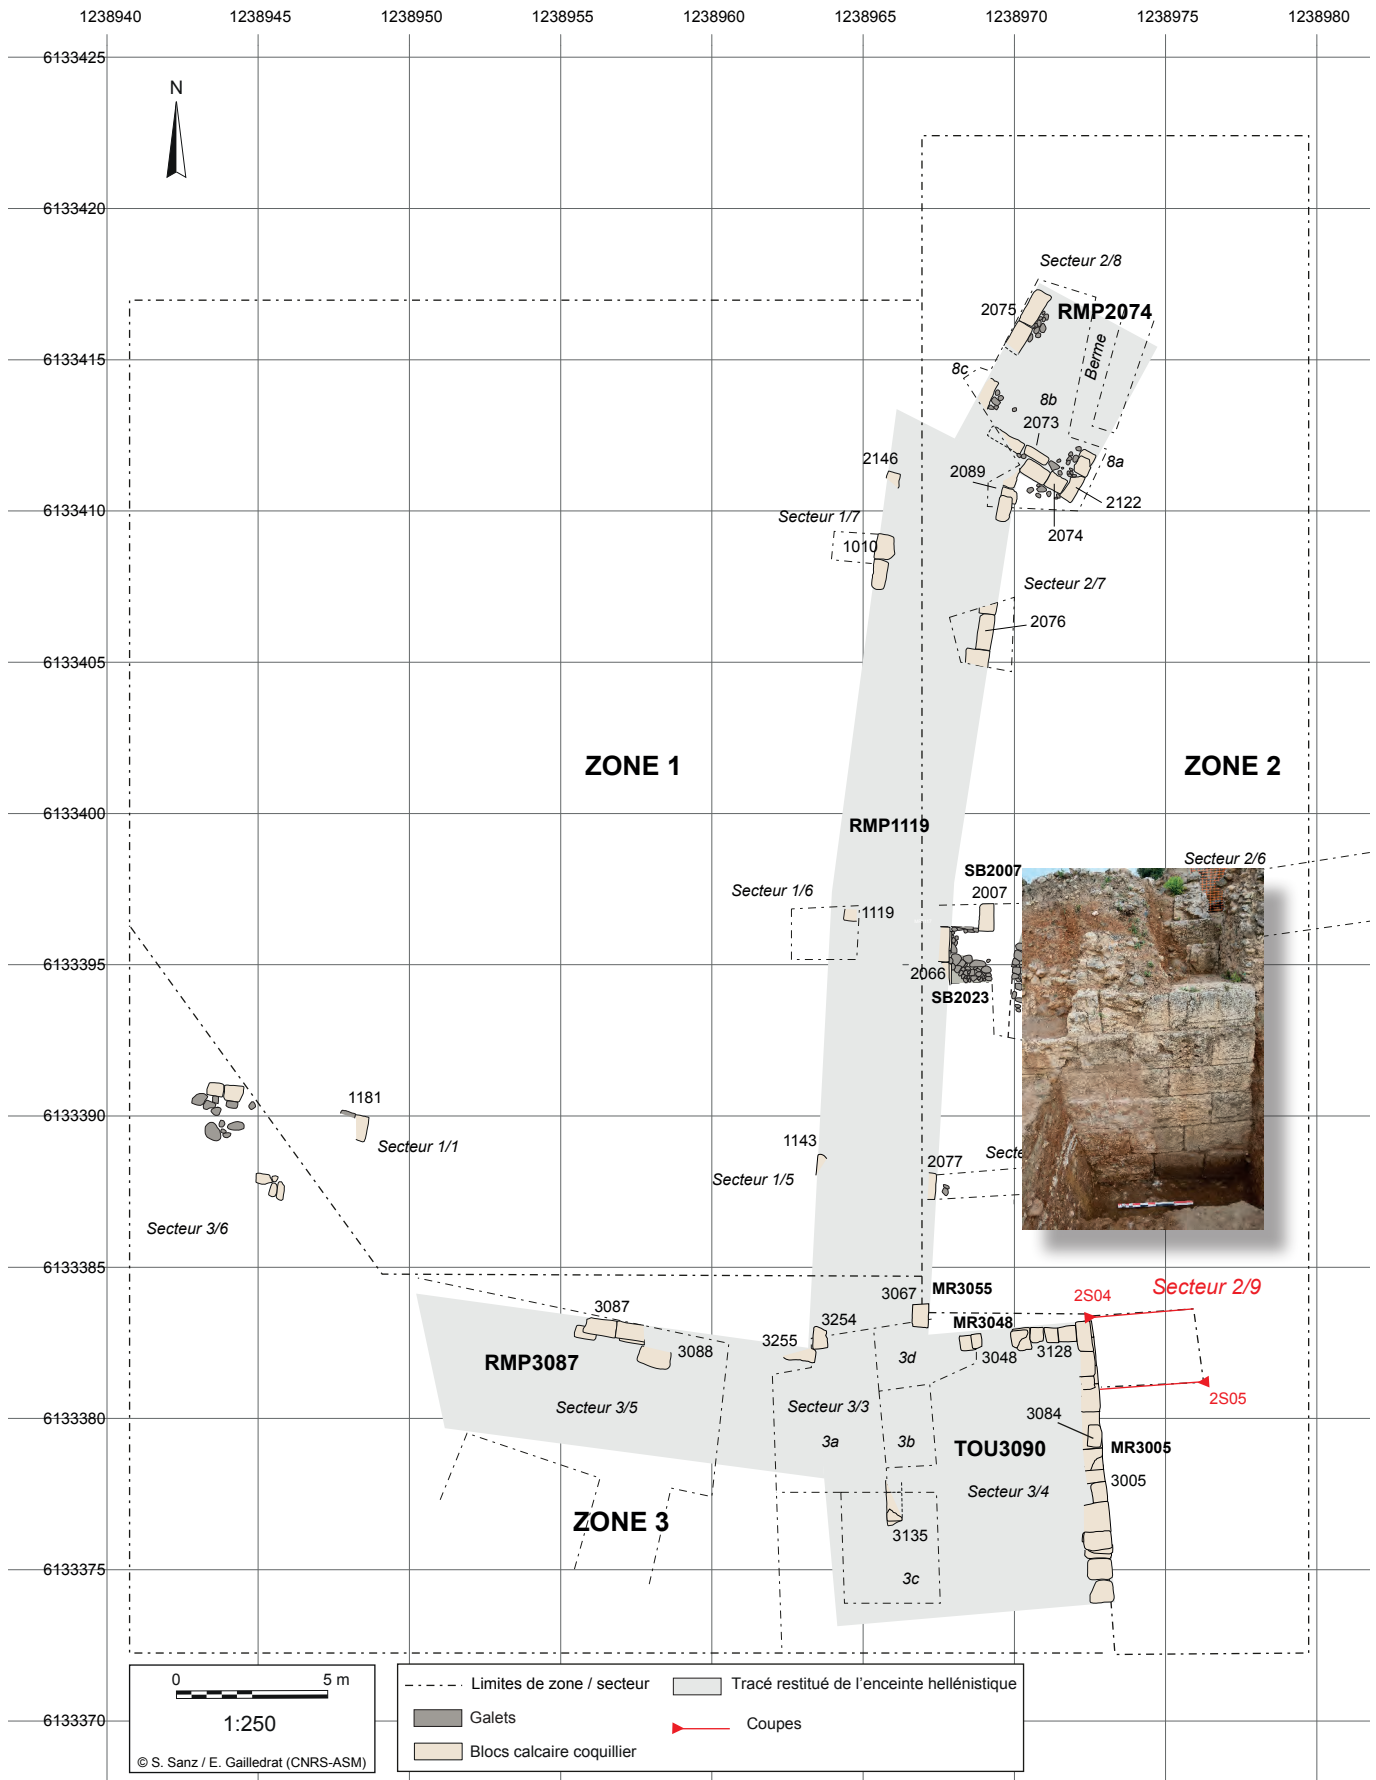 1238940 1238945 1238950 1238955 1238960 1238965 1238970 1238975 1238980
6133425
N
6133420
Secteur 2/8
2075
RMP2074
6133415
Berme
8c
8b
2073
2146
2089
8a
2122
6133410
Secteur 1/7
1010
2074
Secteur 2/7
2076
6133405
ZONE 1
ZONE 2
6133400
RMP1119
Secteur 2/6
SB2007
Secteur 1/6
2007
1119
6133395
2066
SB2023
6133390
1181
Secteur 1/1
1143
Secteur 1/5
2077
Secte
Secteur 3/6
6133385
3067
MR3055
Secteur 2/9
2S04
3087
3254
MR3048
3255
3088
3d
3048
3128
RMP3087
2S05
Secteur 3/5
Secteur 3/3
3084
6133380
3a
3b
TOU3090
MR3005
3005
Secteur 3/4
ZONE 3
3135
6133375
3c
0 5 m
1:250
© S. Sanz / E. Gailledrat (CNRS-ASM)
Limites de zone / secteur
Tracé restitué de l'enceinte hellénistique
Galets
Coupes
Blocs calcaire coquillier
6133370